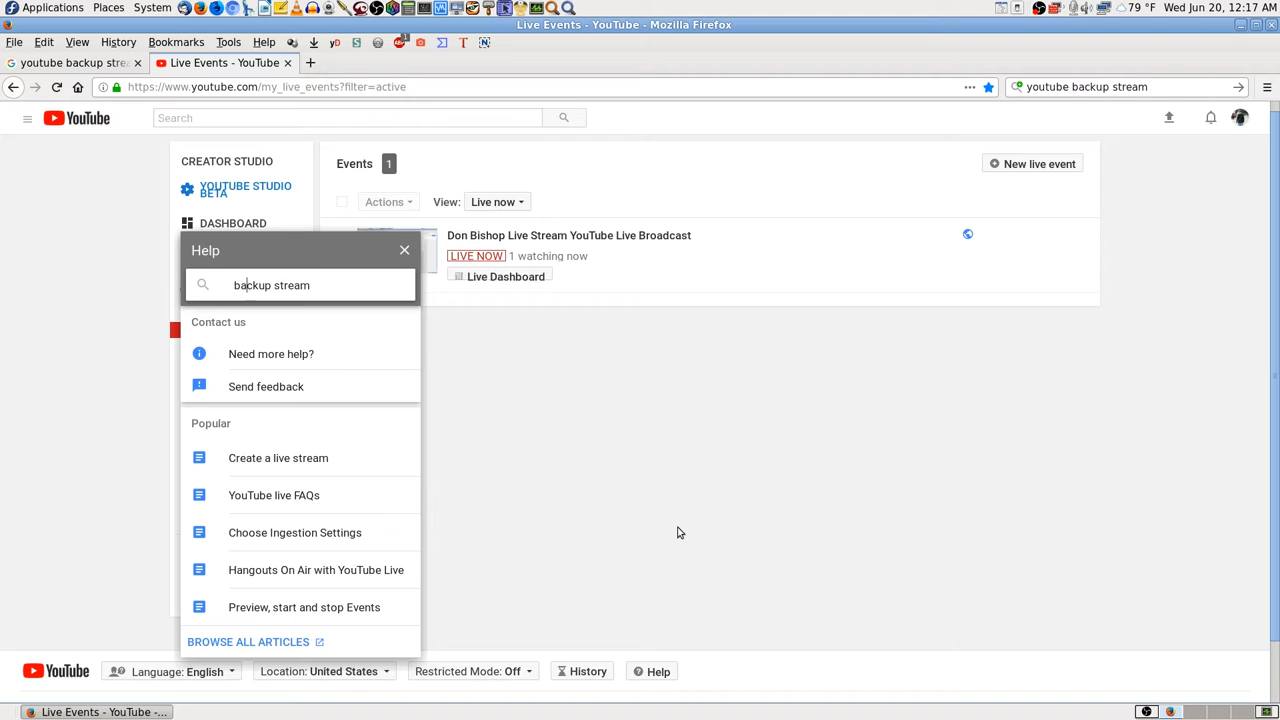 Applications Places System 79 °F Wed Jun 20, 12:17 AM
Live Events - YouTube - Mozilla Firefox
File Edit View History Bookmarks Tools Help
youtube backup strea Live Events - YouTube
https://www.youtube.com/my_live_events?filter=active youtube backup stream
YouTube Search
CREATOR STUDIO Events 1 New live event
YOUTUBE STUDIO
BETA
Actions View: Live now
DASHBOARD
Don Bishop Live Stream YouTube Live Broadcast
LIVE NOW 1 watching now
Live Dashboard
Help
backup stream
Contact us
Need more help?
Send feedback
Popular
Create a live stream
YouTube live FAQs
Choose Ingestion Settings
Hangouts On Air with YouTube Live
Preview, start and stop Events
BROWSE ALL ARTICLES
YouTube Language: English Location: United States Restricted Mode: Off History Help
Live Events - YouTube -...